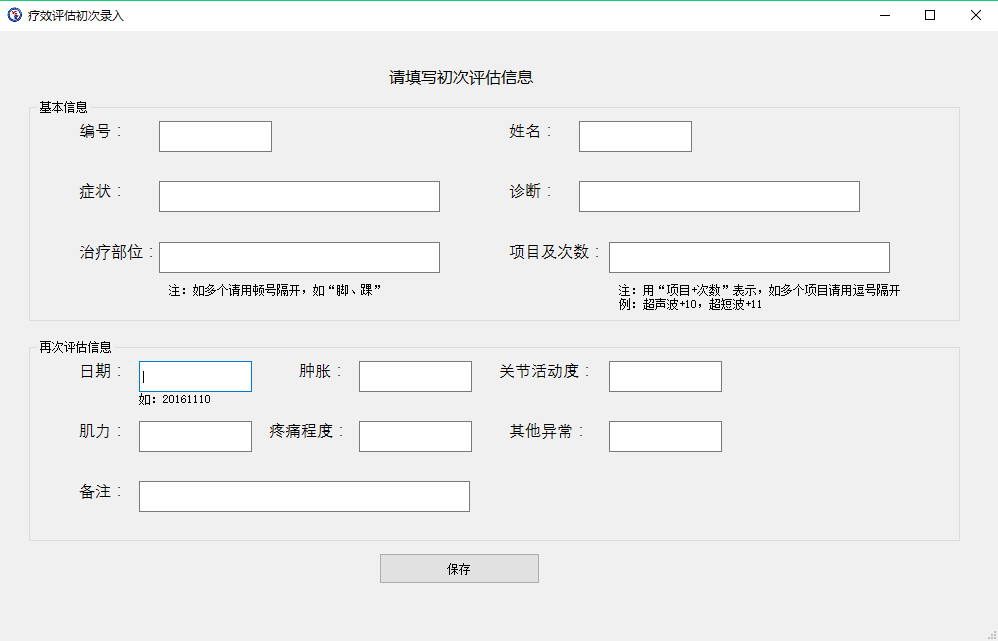 疗效评估初次录入
请填写初次评估信息
基本信息
编号： 姓名：
症状： 诊断：
治疗部位： 项目及次数：
注：如多个请用顿号隔开，如“脚、踝” 注：用“项目+次数”表示，如多个项目请用逗号隔开
例：超声波+10，超短波+11
再次评估信息
日期： 肿胀： 关节活动度：
如：20161110
肌力： 疼痛程度： 其他异常：
备注：
保存